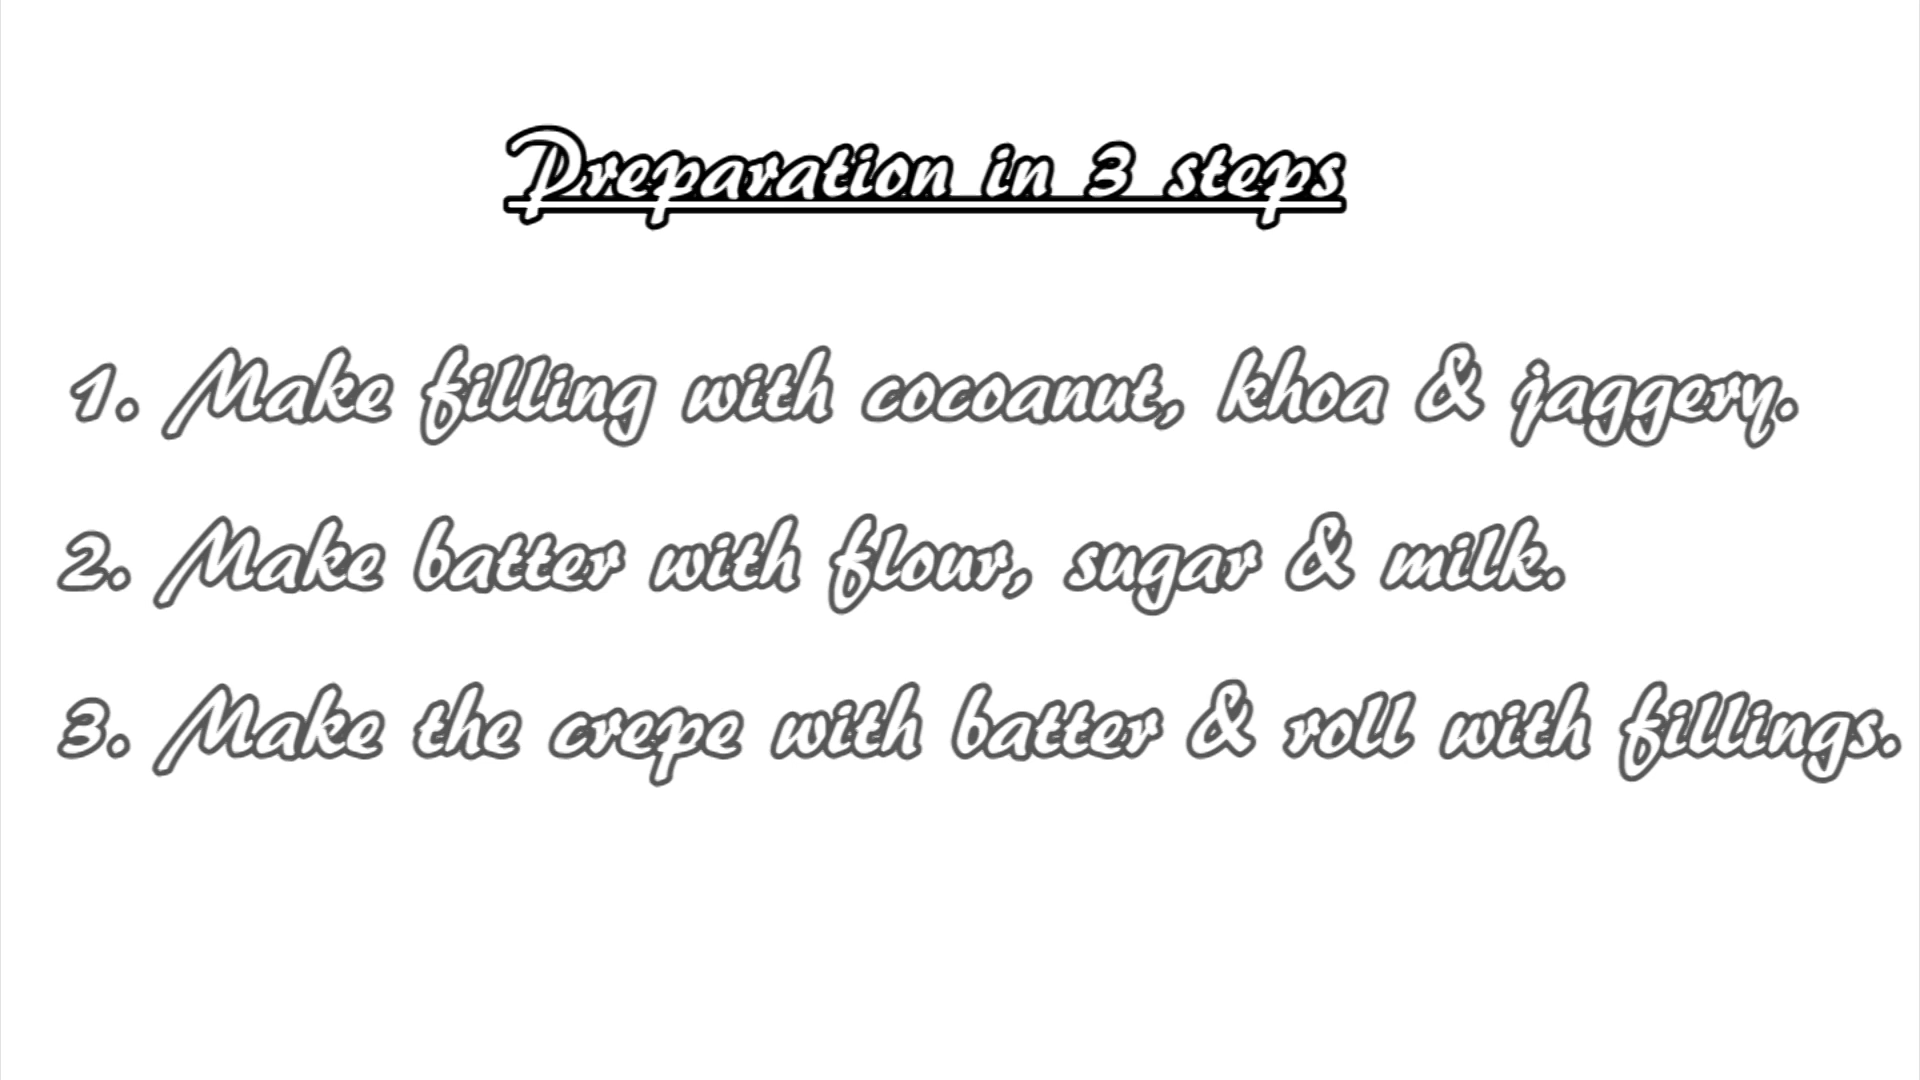 Preparation in 3 steps
1. Make filling with cocoanut, khoa & jaggery.
2. Make batter with flour, sugar & milk.
3. Make the crepe with batter & roll with fillings.